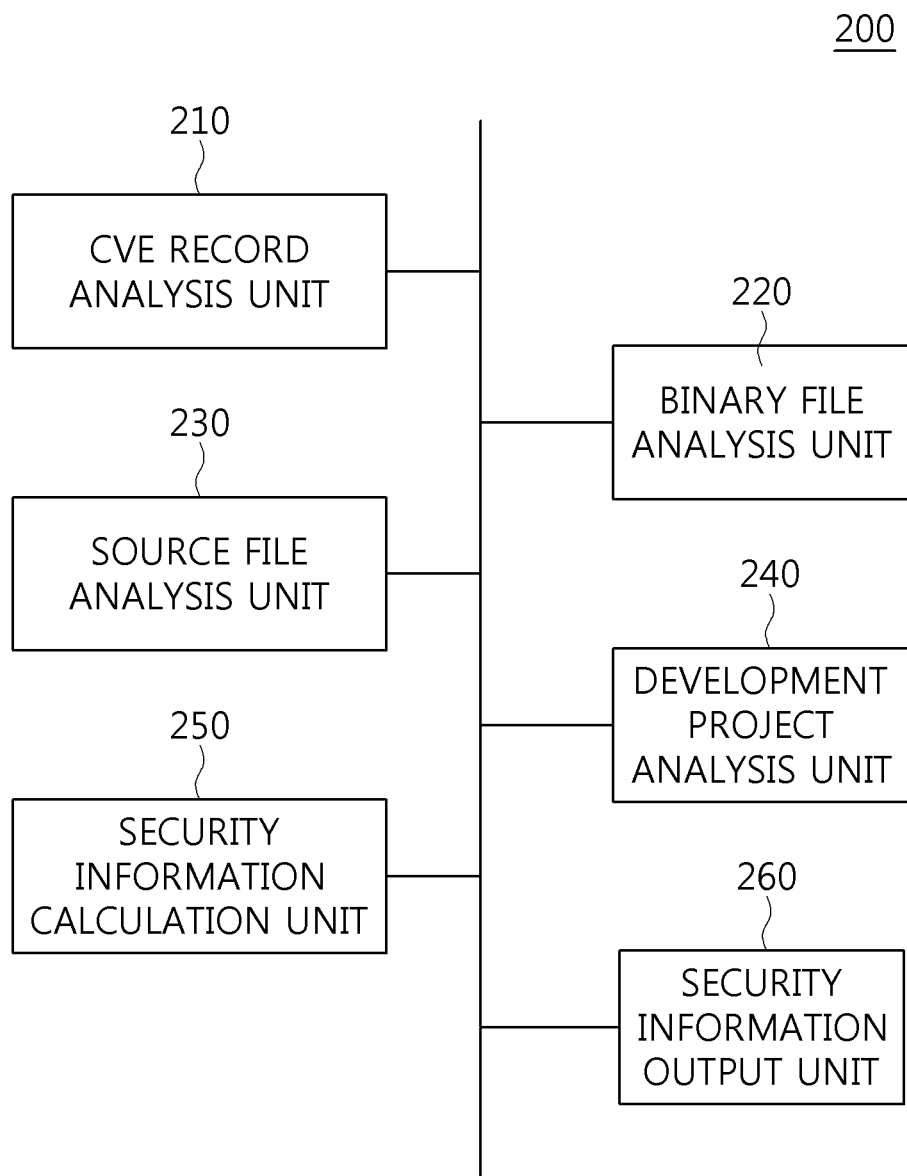 200
210
CVE RECORD
ANALYSIS UNIT
220
BINARY FILE
ANALYSIS UNIT
230
SOURCE FILE
ANALYSIS UNIT
240
DEVELOPMENT
PROJECT
ANALYSIS UNIT
250
SECURITY
INFORMATION
CALCULATION UNIT
260
SECURITY
INFORMATION
OUTPUT UNIT